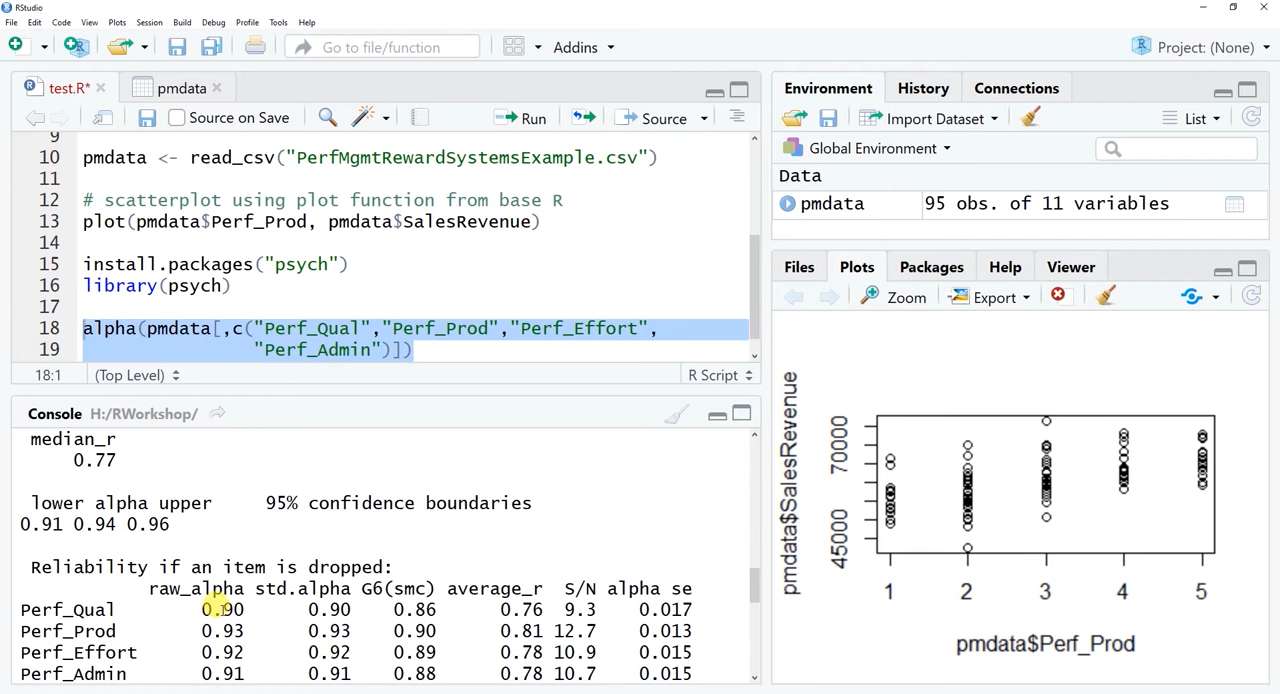 RStudio
File Edit Code View Plots Session Build Debug Profile Tools Help
Go to file/function Addins Project: (None)
test.R* pmdata
Source on Save Run Source
9
10 pmdata <- read_csv("PerfMgmtRewardSystemsExample.csv")
11
12 # scatterplot using plot function from base R
13 plot(pmdata$Perf_Prod, pmdata$SalesRevenue)
14
15 install.packages("psych")
16 library(psych)
17
18 alpha(pmdata[,c("Perf_Qual","Perf_Prod","Perf_Effort",
19 "Perf_Admin")])
18:1 (Top Level) R Script
Console H:/RWorkshop/
median_r
0.77
lower alpha upper 95% confidence boundaries
0.91 0.94 0.96
Reliability if an item is dropped:
raw_alpha std.alpha G6(smc) average_r S/N alpha se
Perf_Qual 0.90 0.90 0.86 0.76 9.3 0.017
Perf_Prod 0.93 0.93 0.90 0.81 12.7 0.013
Perf_Effort 0.92 0.92 0.89 0.78 10.9 0.015
Perf_Admin 0.91 0.91 0.88 0.78 10.7 0.015
Environment History Connections
Import Dataset List
Global Environment
Data
pmdata 95 obs. of 11 variables
Files Plots Packages Help Viewer
Zoom Export
pmdata$SalesRevenue
70000
45000
1 2 3 4 5
pmdata$Perf_Prod